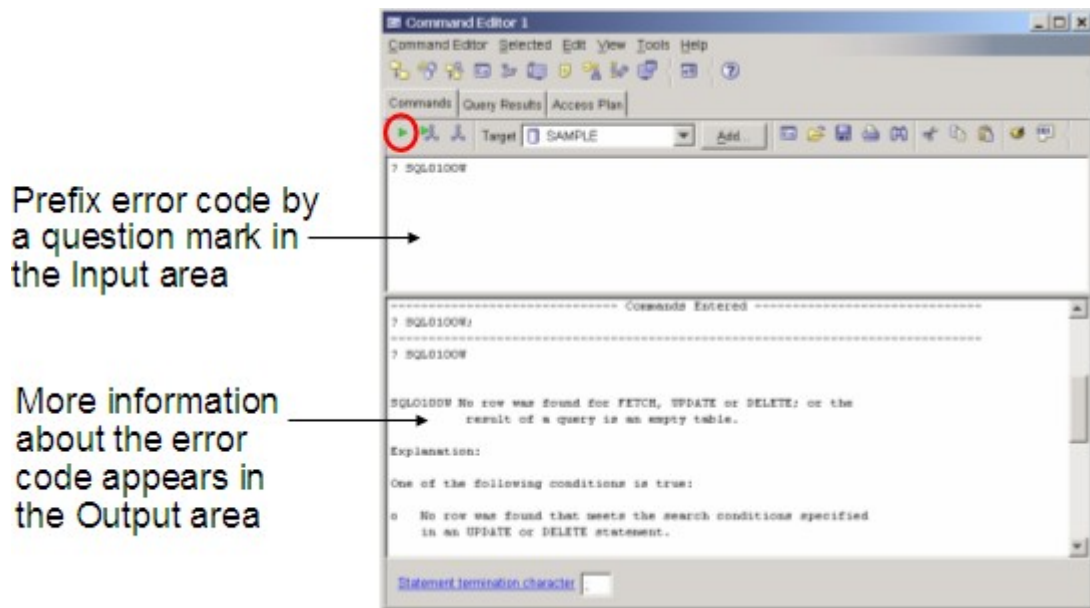 Command Editor 1
Command Editor Selected Edit View Tools Help
Commands Query Results Access Plan
Target SAMPLE Add...
? SQL0100W
Prefix error code by
a question mark in
the Input area
------------------------------ Commands Entered ------------------------------
? SQL0100W;
------------------------------------------------------------------------------
? SQL0100W
SQL0100W No row was found for FETCH, UPDATE or DELETE; or the
result of a query is an empty table.
Explanation:
One of the following conditions is true:
o No row was found that meets the search conditions specified
in an UPDATE or DELETE statement.
More information
about the error
code appears in
the Output area
Statement termination character